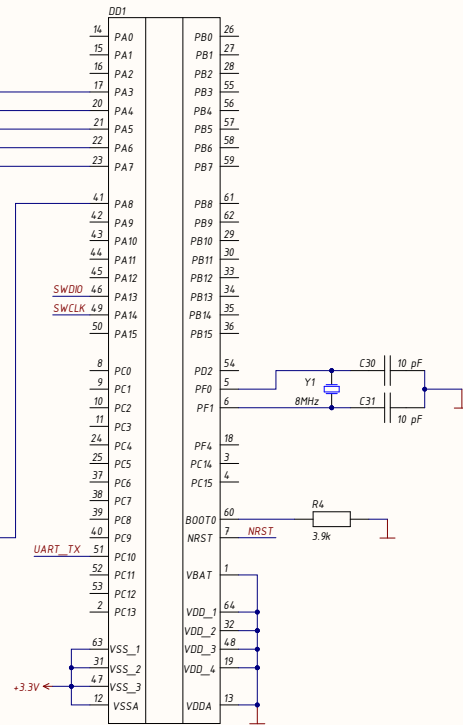 DD1
14 PA0 PB0 26
15 PA1 PB1 27
16 PA2 PB2 28
17 PA3 PB3 55
20 PA4 PB4 56
21 PA5 PB5 57
22 PA6 PB6 58
23 PA7 PB7 59
41 PA8 PB8 61
42 PA9 PB9 62
43 PA10 PB10 29
44 PA11 PB11 30
45 PA12 PB12 33
SWDIO 46 PA13 PB13 34
SWCLK 49 PA14 PB14 35
50 PA15 PB15 36
8 PC0 PD2 54 C30 10 pF
9 PC1 PF0 5 Y1
10 PC2 PF1 6 8MHz C31 10 pF
11 PC3
24 PC4 PF4 18
25 PC5 PC14 3
37 PC6 PC15 4
38 PC7
39 PC8 BOOT0 60 R4 3.9k
40 PC9 NRST 7 NRST
UART_TX 51 PC10
52 PC11 VBAT 1
53 PC12
2 PC13 VDD_1 64
VDD_2 32
63 VSS_1 VDD_3 48
31 VSS_2 VDD_4 19
+3.3V 47 VSS_3
12 VSSA VDDA 13